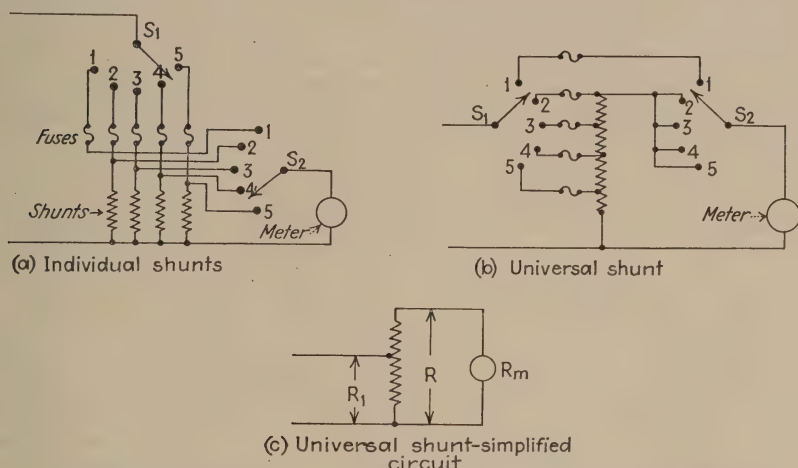 S1
1
2
3
4
5
Fuses
1
2
3
4
5
S2
Shunts
Meter
(a) Individual shunts
1
2
3
4
5
S1
1
2
3
4
5
S2
Meter
(b) Universal shunt
R1
R
Rm
(c) Universal shunt-simplified
circuit